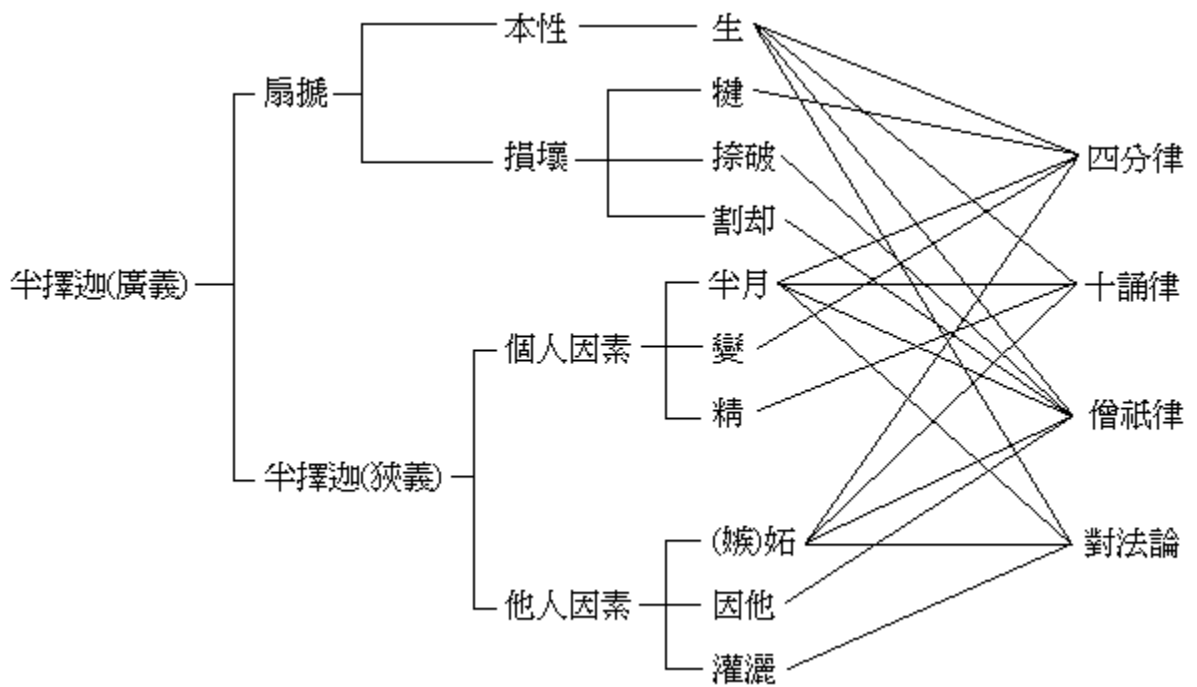 半擇迦(廣義)
扇搋
半擇迦(狹義)
本性
損壞
個人因素
他人因素
生
犍
捺破
割却
半月
變
精
(嫉)妬
因他
灌灑
四分律
十誦律
僧祇律
對法論